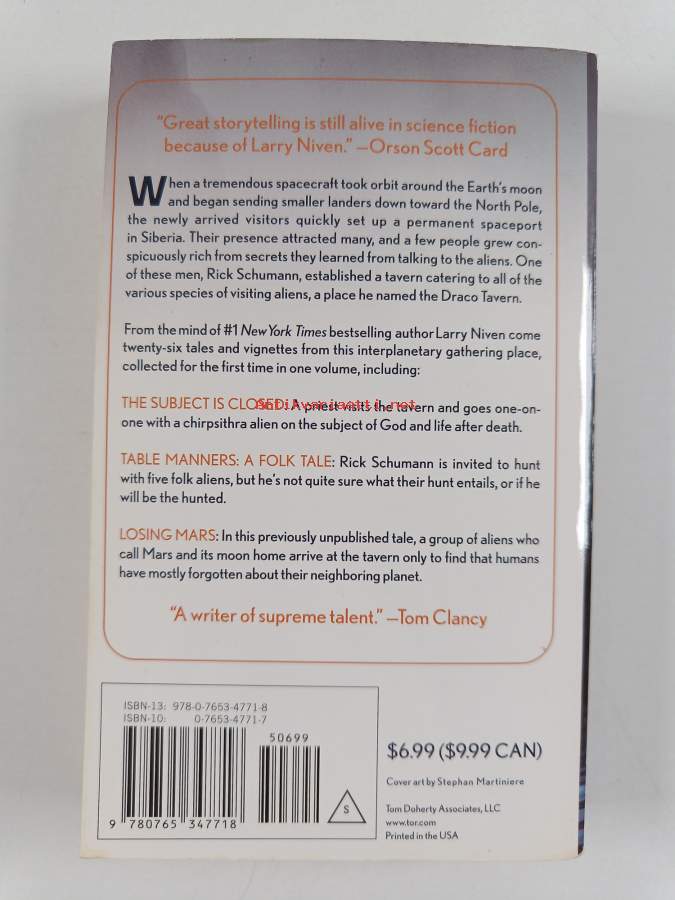 “Great storytelling is still alive in science fiction
because of Larry Niven.” —Orson Scott Card
When a tremendous spacecraft took orbit around the Earth’s moon
and began sending smaller landers down toward the North Pole,
the newly arrived visitors quickly set up a permanent spaceport
in Siberia. Their presence attracted many, and a few people grew con-
spicuously rich from secrets they learned from talking to the aliens. One
of these men, Rick Schumann, established a tavern catering to all of the
various species of visiting aliens, a place he named the Draco Tavern.
From the mind of #1 New York Times bestselling author Larry Niven come
twenty-six tales and vignettes from this interplanetary gathering place,
collected for the first time in one volume, including:
THE SUBJECT IS CLOSED: A priest visits the tavern and goes one-on-
one with a chirpsithra alien on the subject of God and life after death.
TABLE MANNERS: A FOLK TALE: Rick Schumann is invited to hunt
with five folk aliens, but he’s not quite sure what their hunt entails, or if he
will be the hunted.
LOSING MARS: In this previously unpublished tale, a group of aliens who
call Mars and its moon home arrive at the tavern only to find that humans
have mostly forgotten about their neighboring planet.
“A writer of supreme talent.” —Tom Clancy
ISBN-13: 978-0-7653-4771-8
ISBN-10: 0-7653-4771-7
50699
9 780765 347718
S
$6.99 ($9.99 CAN)
Cover art by Stephan Martiniere
Tom Doherty Associates, LLC
www.tor.com
Printed in the USA